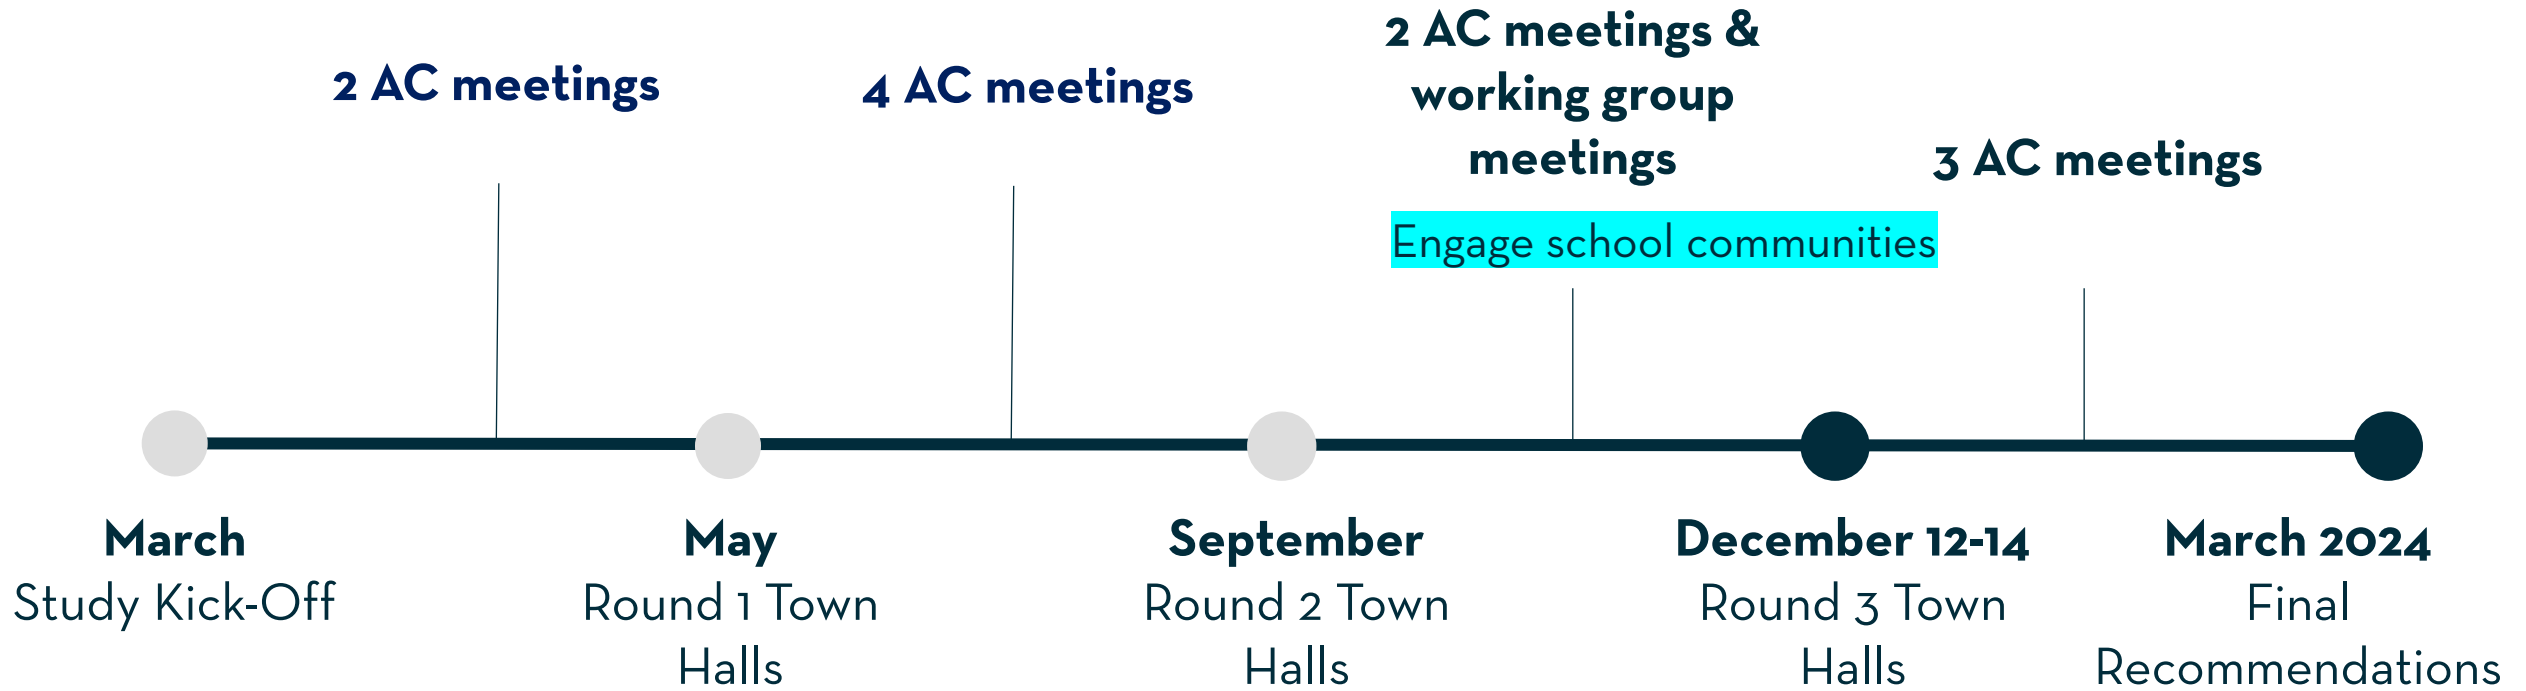 2 AC meetings
4 AC meetings
2 AC meetings &
working group
meetings
Engage school communities
3 AC meetings
March
Study Kick-Off
May
Round 1 Town
Halls
September
Round 2 Town
Halls
December 12-14
Round 3 Town
Halls
March 2024
Final
Recommendations